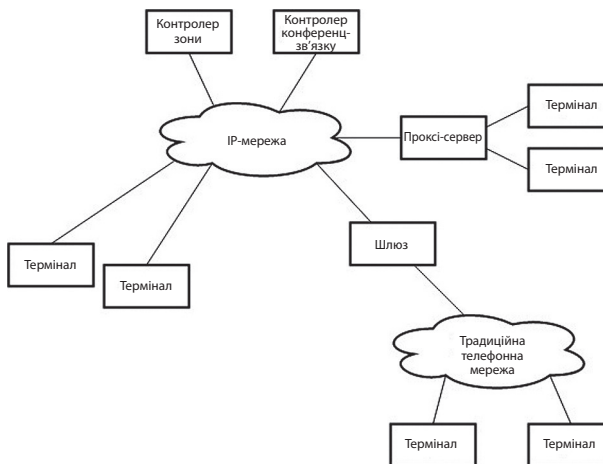 Контролер
зони
Контролер
конференц-
зв'язку
Термінал
IP-мережа
Проксі-сервер
Термінал
Шлюз
Термінал
Термінал
Традиційна
телефонна
мережа
Термінал
Термінал